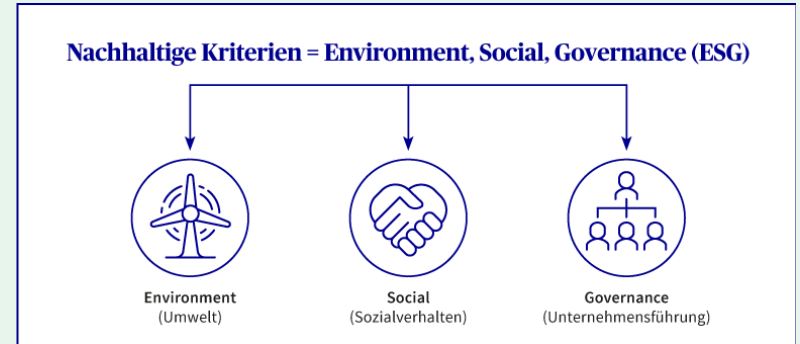 Nachhaltige Kriterien = Environment, Social, Governance (ESG)
Environment
(Umwelt)
Social
(Sozialverhalten)
Governance
(Unternehmensführung)